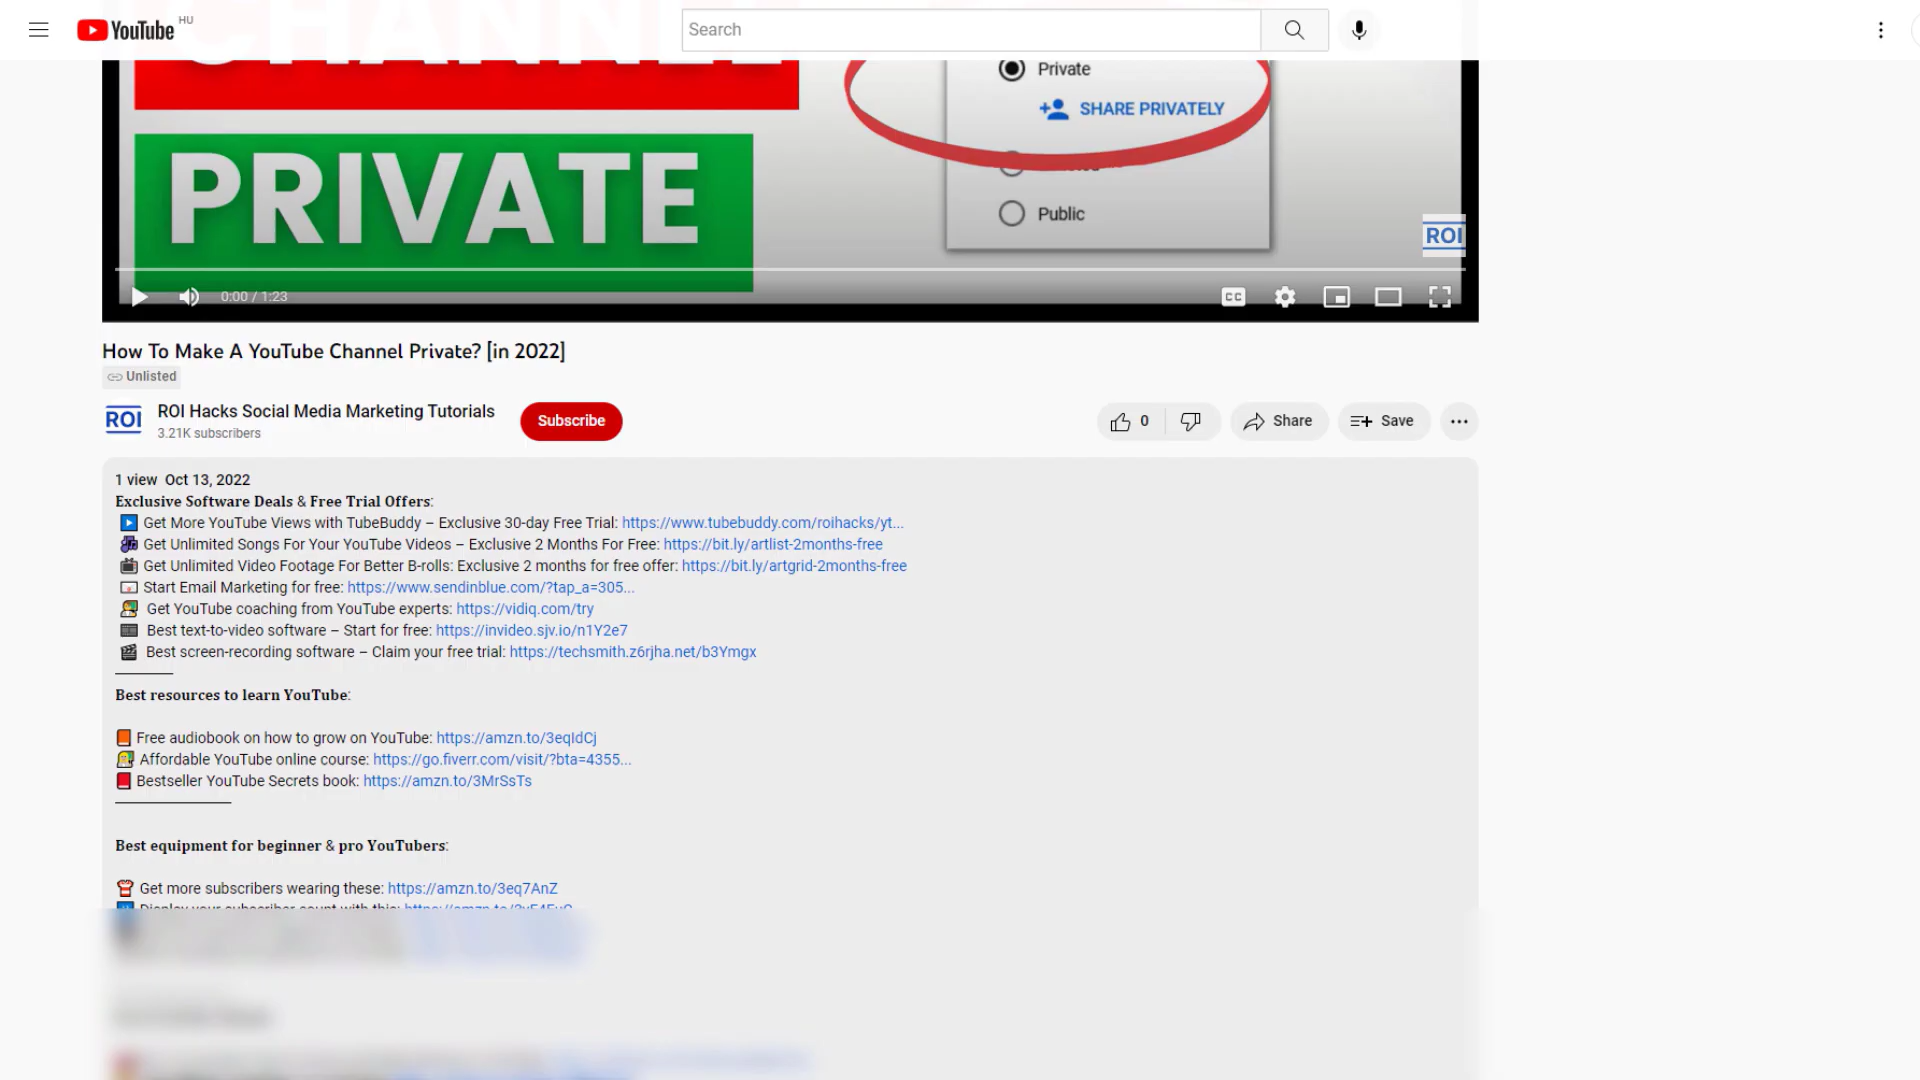 YouTube HU
Search
CHANNEL
Private
SHARE PRIVATELY
PRIVATE
Public
ROI
0:00 / 1:23
CC
How To Make A YouTube Channel Private? [in 2022]
Unlisted
ROI
ROI Hacks Social Media Marketing Tutorials
3.21K subscribers
Subscribe
0
Share
Save
1 view Oct 13, 2022
Exclusive Software Deals & Free Trial Offers:
Get More YouTube Views with TubeBuddy – Exclusive 30-day Free Trial: https://www.tubebuddy.com/roihacks/yt...
Get Unlimited Songs For Your YouTube Videos – Exclusive 2 Months For Free: https://bit.ly/artlist-2months-free
Get Unlimited Video Footage For Better B-rolls: Exclusive 2 months for free offer: https://bit.ly/artgrid-2months-free
Start Email Marketing for free: https://www.sendinblue.com/?tap_a=305...
Get YouTube coaching from YouTube experts: https://vidiq.com/try
Best text-to-video software – Start for free: https://invideo.sjv.io/n1Y2e7
Best screen-recording software – Claim your free trial: https://techsmith.z6rjha.net/b3Ymgx
Best resources to learn YouTube:
Free audiobook on how to grow on YouTube: https://amzn.to/3eqIdCj
Affordable YouTube online course: https://go.fiverr.com/visit/?bta=4355...
Bestseller YouTube Secrets book: https://amzn.to/3MrSsTs
Best equipment for beginner & pro YouTubers:
Get more subscribers wearing these: https://amzn.to/3eq7AnZ
Display your subscriber count with this: